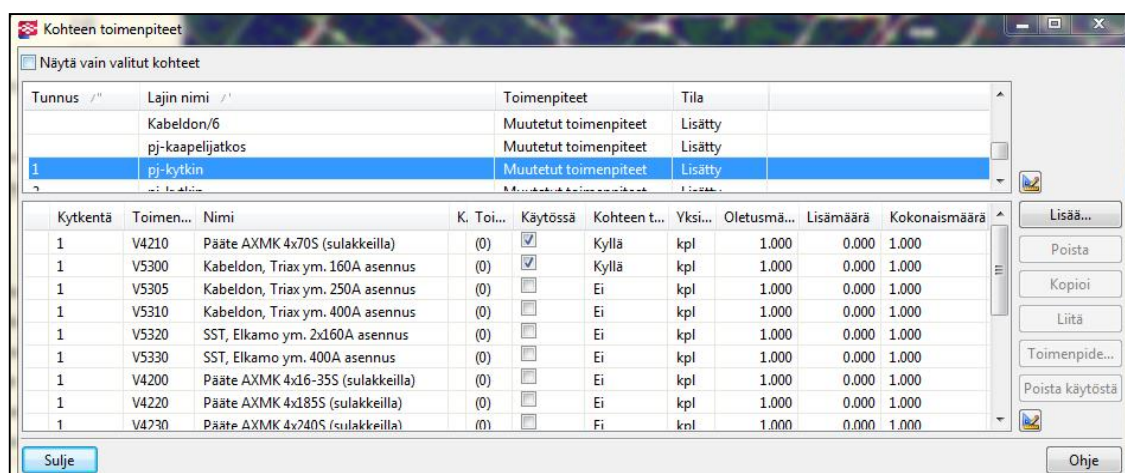 Kohteen toimenpiteet
Näytä vain valitut kohteet
Tunnus Lajin nimi Toimenpiteet Tila
Kabeldon/6 Muutetut toimenpiteet Lisätty
pj-kaapelijatkos Muutetut toimenpiteet Lisätty
1 pj-kytkin Muutetut toimenpiteet Lisätty
Kytkentä Toimen... Nimi K. Toi... Käytössä Kohteen t... Yksi... Oletusmä... Lisämäärä Kokonaismäärä
1 V4210 Pääte AXMK 4x70S (sulakkeilla) (0) Kyllä kpl 1.000 0.000 1.000
1 V5300 Kabeldon, Triax ym. 160A asennus (0) Kyllä kpl 1.000 0.000 1.000
1 V5305 Kabeldon, Triax ym. 250A asennus (0) Ei kpl 1.000 0.000 1.000
1 V5310 Kabeldon, Triax ym. 400A asennus (0) Ei kpl 1.000 0.000 1.000
1 V5320 SST, Elkamo ym. 2x160A asennus (0) Ei kpl 1.000 0.000 1.000
1 V5330 SST, Elkamo ym. 400A asennus (0) Ei kpl 1.000 0.000 1.000
1 V4200 Pääte AXMK 4x16-35S (sulakkeilla) (0) Ei kpl 1.000 0.000 1.000
1 V4220 Pääte AXMK 4x185S (sulakkeilla) (0) Ei kpl 1.000 0.000 1.000
1 V4230 Pääte AXMK 4x240S (sulakkeilla) (0) Ei kpl 1.000 0.000 1.000
Lisää...
Poista
Kopioi
Liitä
Toimenpide...
Poista käytöstä
Sulje
Ohje